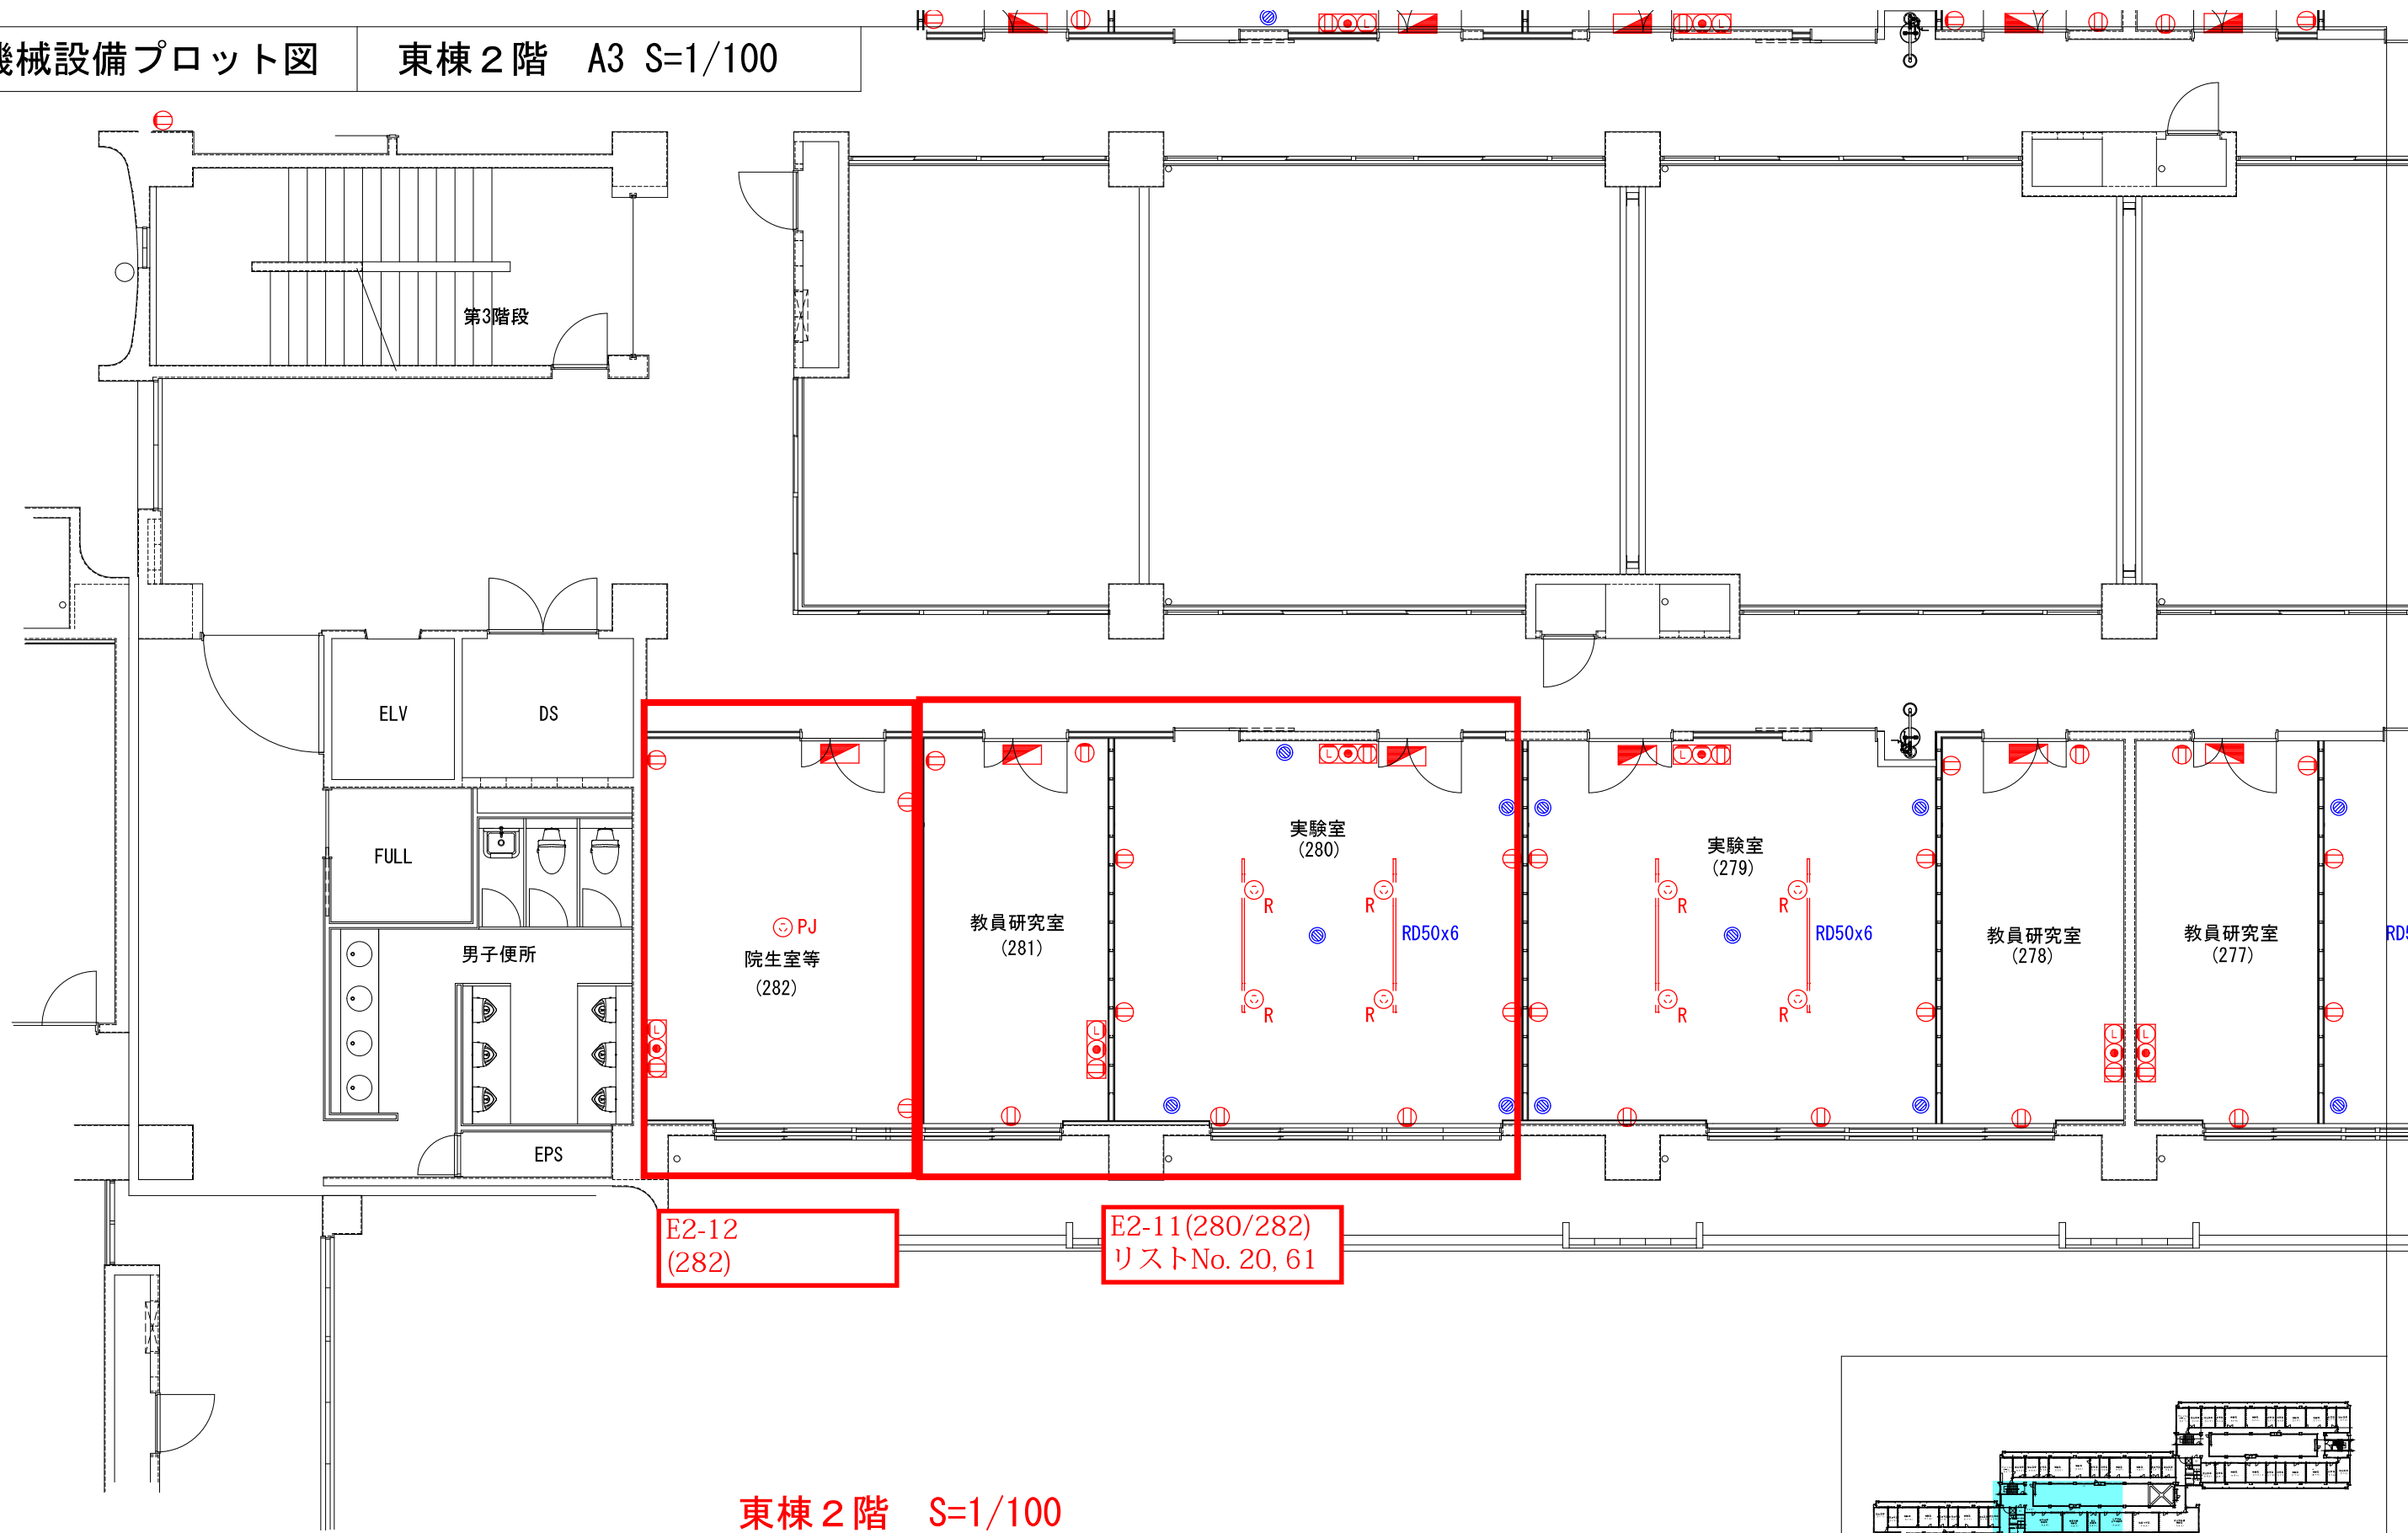 機械設備プロット図
東棟２階 A3 S=1/100
L
L
第3階段
ELV
DS
FULL
男子便所
EPS
PJ
院生室等
(282)
L
教員研究室
(281)
L
L
実験室
(280)
R
R
RD50x6
R
R
L
実験室
(279)
R
R
RD50x6
R
R
教員研究室
(278)
L
教員研究室
(277)
L
E2-12
(282)
E2-11(280/282)
リストNo. 20, 61
東棟２階 S=1/100